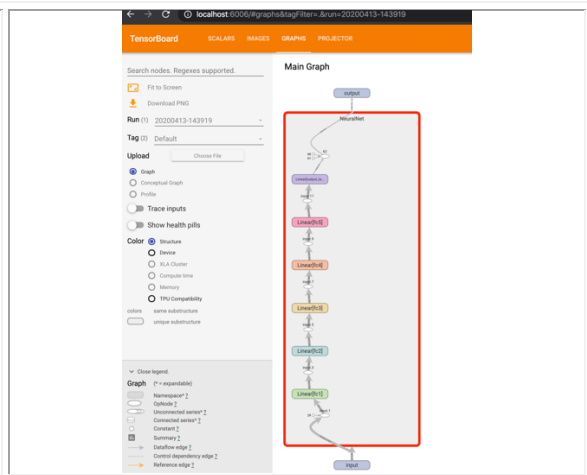 localhost:6006/#graphs&tagFilter=.&run=20200413-143919
TensorBoard
SCALARS
IMAGES
GRAPHS
PROJECTOR
Search nodes. Regexes supported.
Fit to Screen
Download PNG
Run (1) 20200413-143919
Tag (2) Default
Upload Choose File
Graph
Conceptual Graph
Profile
Trace inputs
Show health pills
Color Structure
Device
XLA Cluster
Compute time
Memory
TPU Compatibility
colors same substructure
unique substructure
Close legend.
Graph (* = expandable)
Namespace* ?
OpNode ?
Unconnected series* ?
Connected series* ?
Constant ?
Summary ?
Dataflow edge ?
Control dependency edge ?
Reference edge ?
Main Graph
output
NeuralNet
Linear[fc5]
Linear[fc4]
Linear[fc3]
Linear[fc2]
Linear[fc1]
input